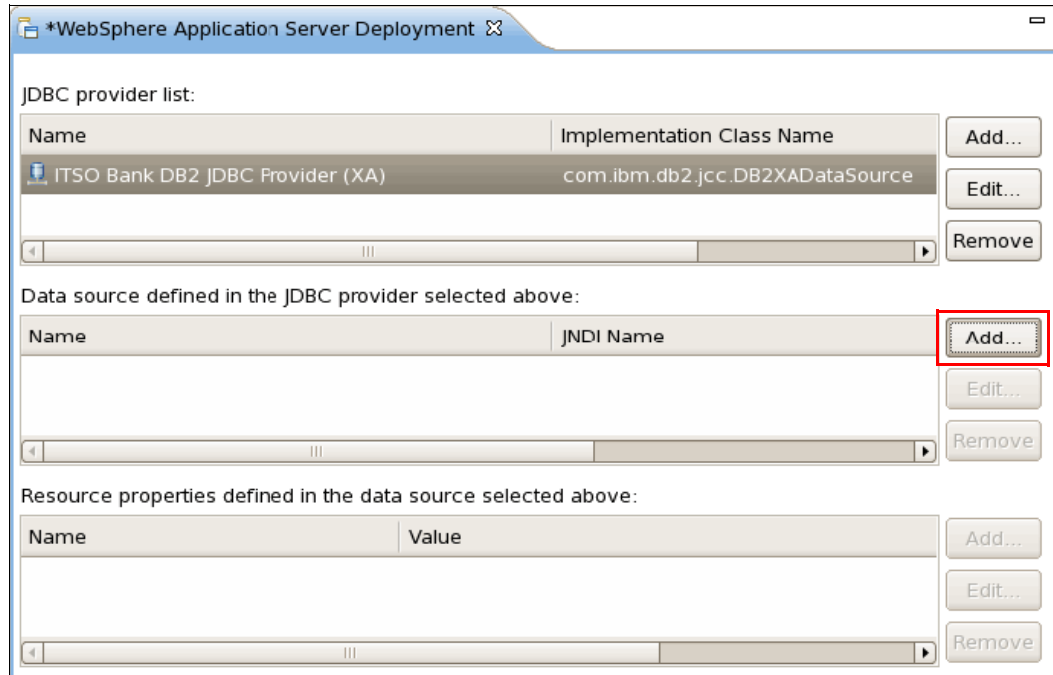 *WebSphere Application Server Deployment
JDBC provider list:
Name Implementation Class Name
ITSO Bank DB2 JDBC Provider (XA) com.ibm.db2.jcc.DB2XADataSource
Add...
Edit...
Remove
Data source defined in the JDBC provider selected above:
Name JNDI Name
Add...
Edit...
Remove
Resource properties defined in the data source selected above:
Name Value
Add...
Edit...
Remove